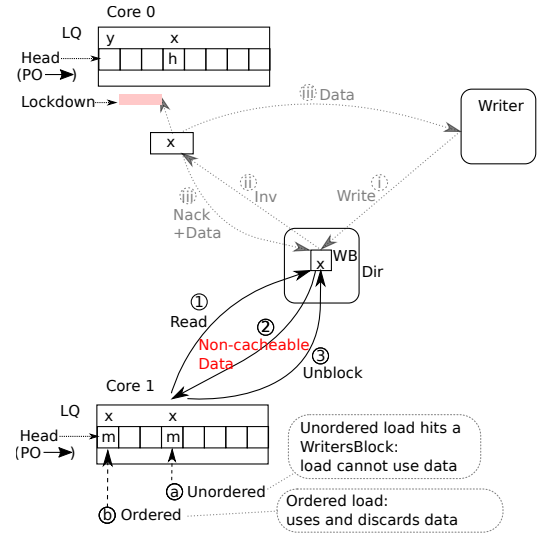 Core 0
LQ
y x
Head
h
(PO → )
Lockdown
x
ⅲ Data
Writer
ⅱ
Inv
ⅰ
Write
ⅲ
Nack
+Data
WB
x
Dir
①
Read
②
Non-cacheable
Data
③
Unblock
Core 1
LQ
x x
Head
m m
(PO → )
ⓐ Unordered
ⓑ Ordered
Unordered load hits a
WritersBlock:
load cannot use data
Ordered load:
uses and discards data